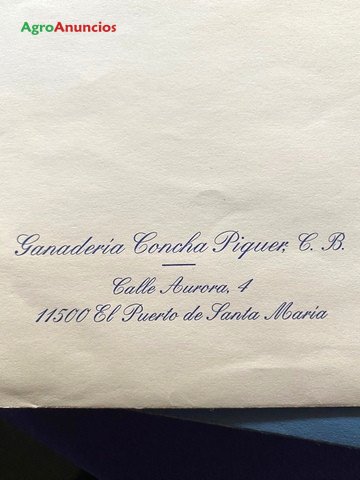 AgroAnuncios
Ganadería Concha Piquer, C. B.
Calle Aurora, 4
11500 El Puerto de Santa María